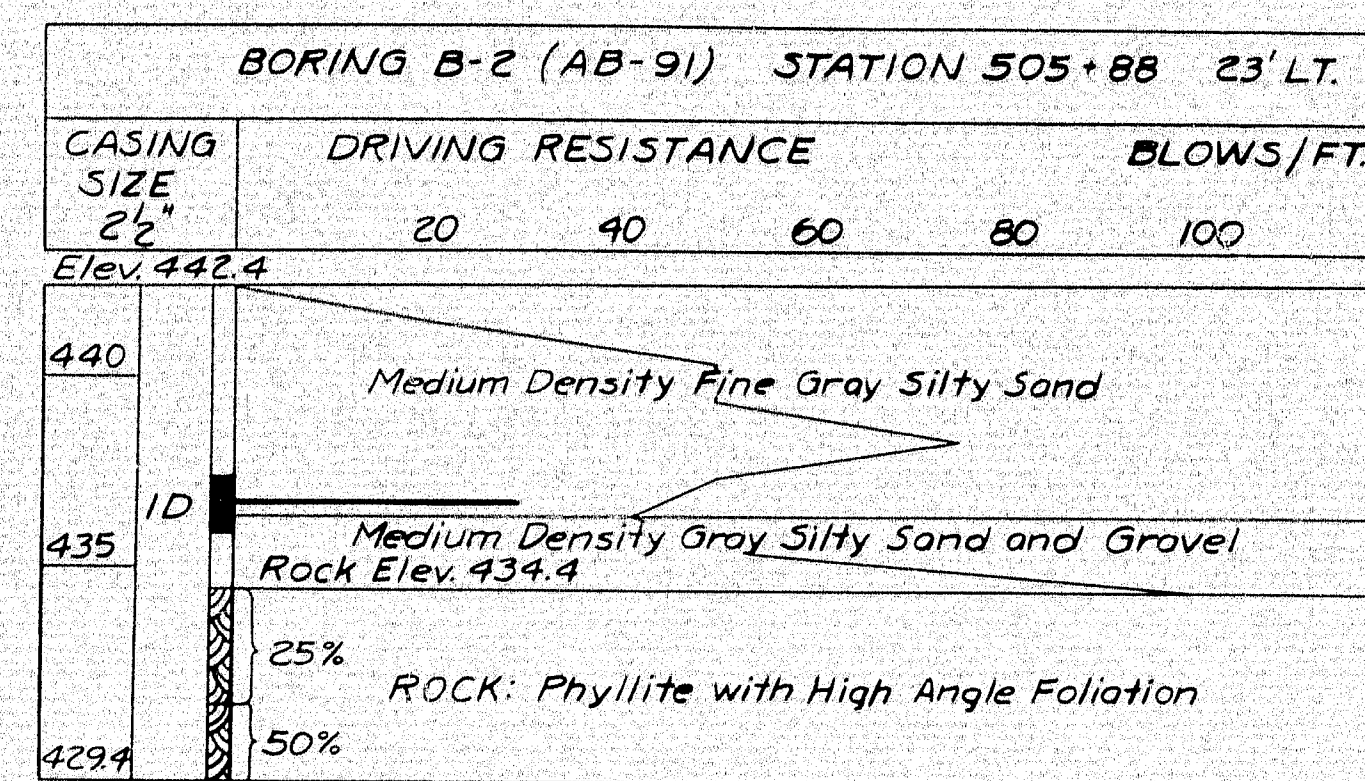 BORING B-2 (AB-91) STATION 505+88 23' LT.
CASING SIZE 2½"
DRIVING RESISTANCE BLOWS/FT.
20 40 60 80 100
Elev. 442.4
440
Medium Density Fine Gray Silty Sand
1D
435
Medium Density Gray Silty Sand and Gravel
Rock Elev. 434.4
25%
ROCK: Phyllite with High Angle Foliation
50%
429.4